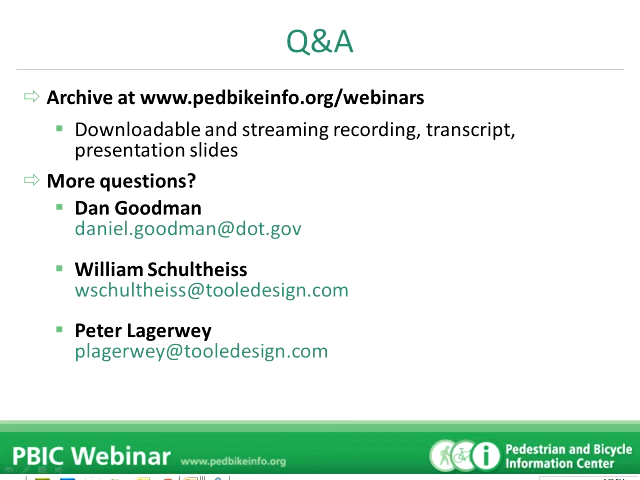 Q&A
Archive at www.pedbikeinfo.org/webinars
Downloadable and streaming recording, transcript,
presentation slides
More questions?
Dan Goodman
daniel.goodman@dot.gov
William Schultheiss
wschultheiss@tooledesign.com
Peter Lagerwey
plagerwey@tooledesign.com
PBIC Webinar www.pedbikeinfo.org
Pedestrian and Bicycle
Information Center